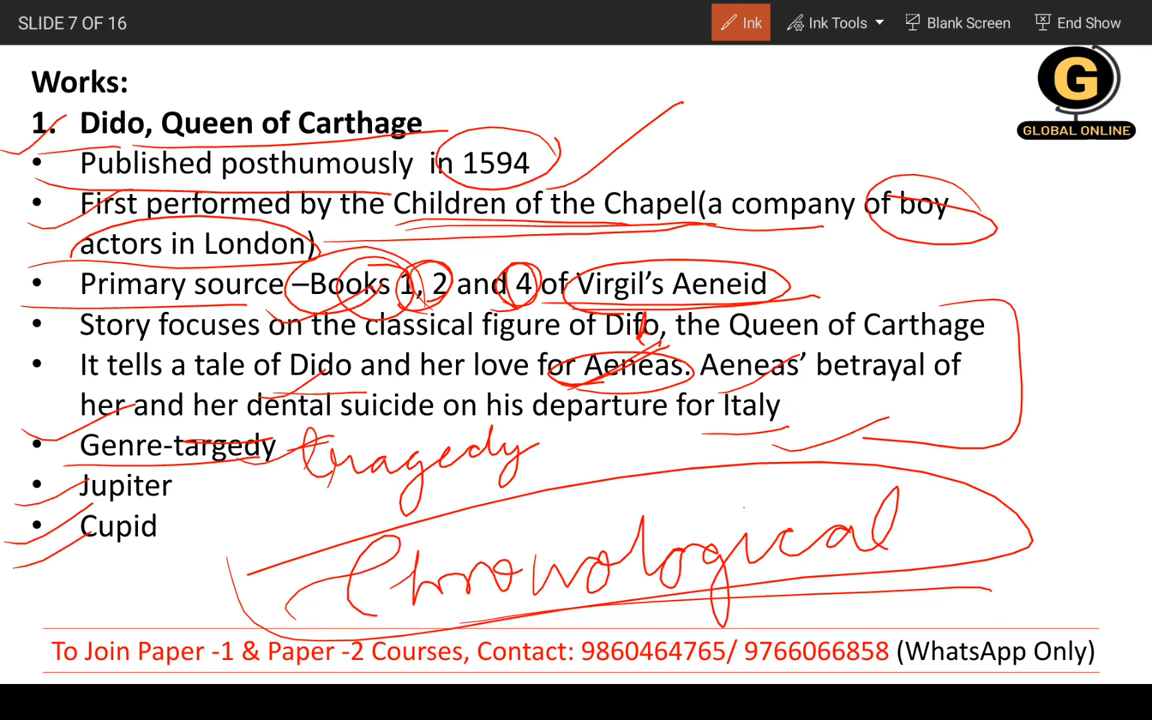 SLIDE 7 OF 16
Ink
Ink Tools
Blank Screen
End Show
G
GLOBAL ONLINE
Works:
1. Dido, Queen of Carthage
• Published posthumously in 1594
• First performed by the Children of the Chapel(a company of boy
actors in London)
• Primary source –Books 1, 2 and 4 of Virgil’s Aeneid
• Story focuses on the classical figure of Difo, the Queen of Carthage
• It tells a tale of Dido and her love for Aeneas. Aeneas’ betrayal of
her and her dental suicide on his departure for Italy
• Genre-targedy tragedy
• Jupiter
• Cupid
Chronological
To Join Paper -1 & Paper -2 Courses, Contact: 9860464765/ 9766066858 (WhatsApp Only)